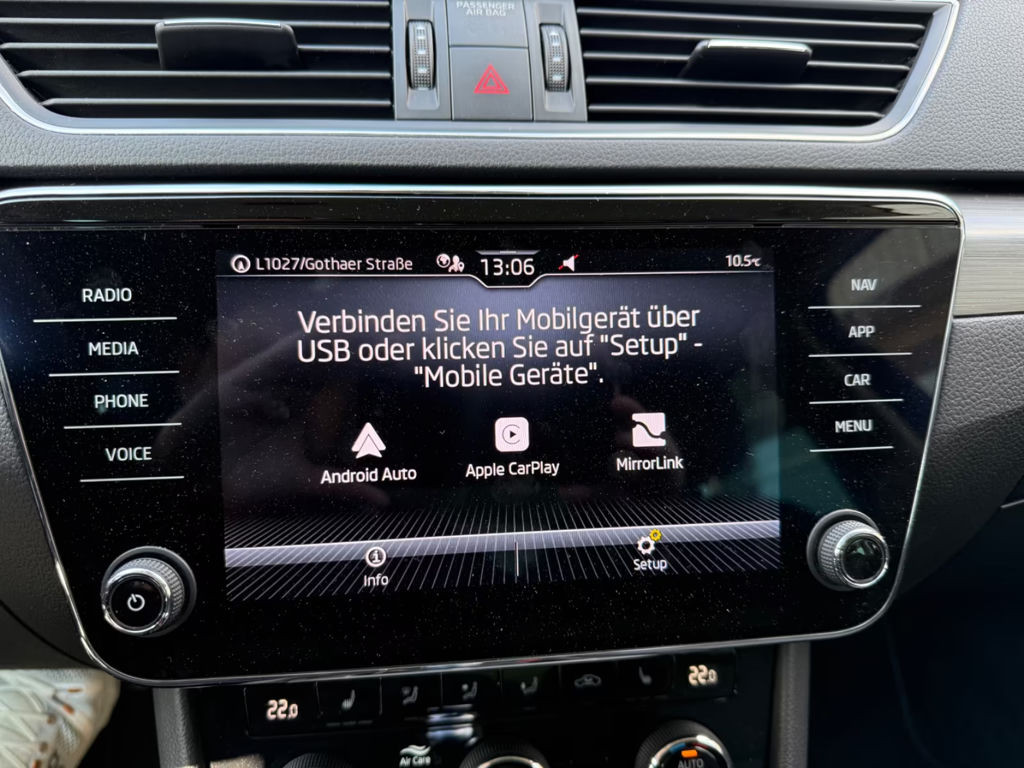 PASSENGER
AIR BAG
L1027/Gothaer Straße
13:06
10.5°C
RADIO
MEDIA
PHONE
VOICE
NAV
APP
CAR
MENU
Verbinden Sie Ihr Mobilgerät über
USB oder klicken Sie auf "Setup" -
"Mobile Geräte".
Android Auto
Apple CarPlay
MirrorLink
Info
Setup
22.0
22.0
Air Care
AUTO